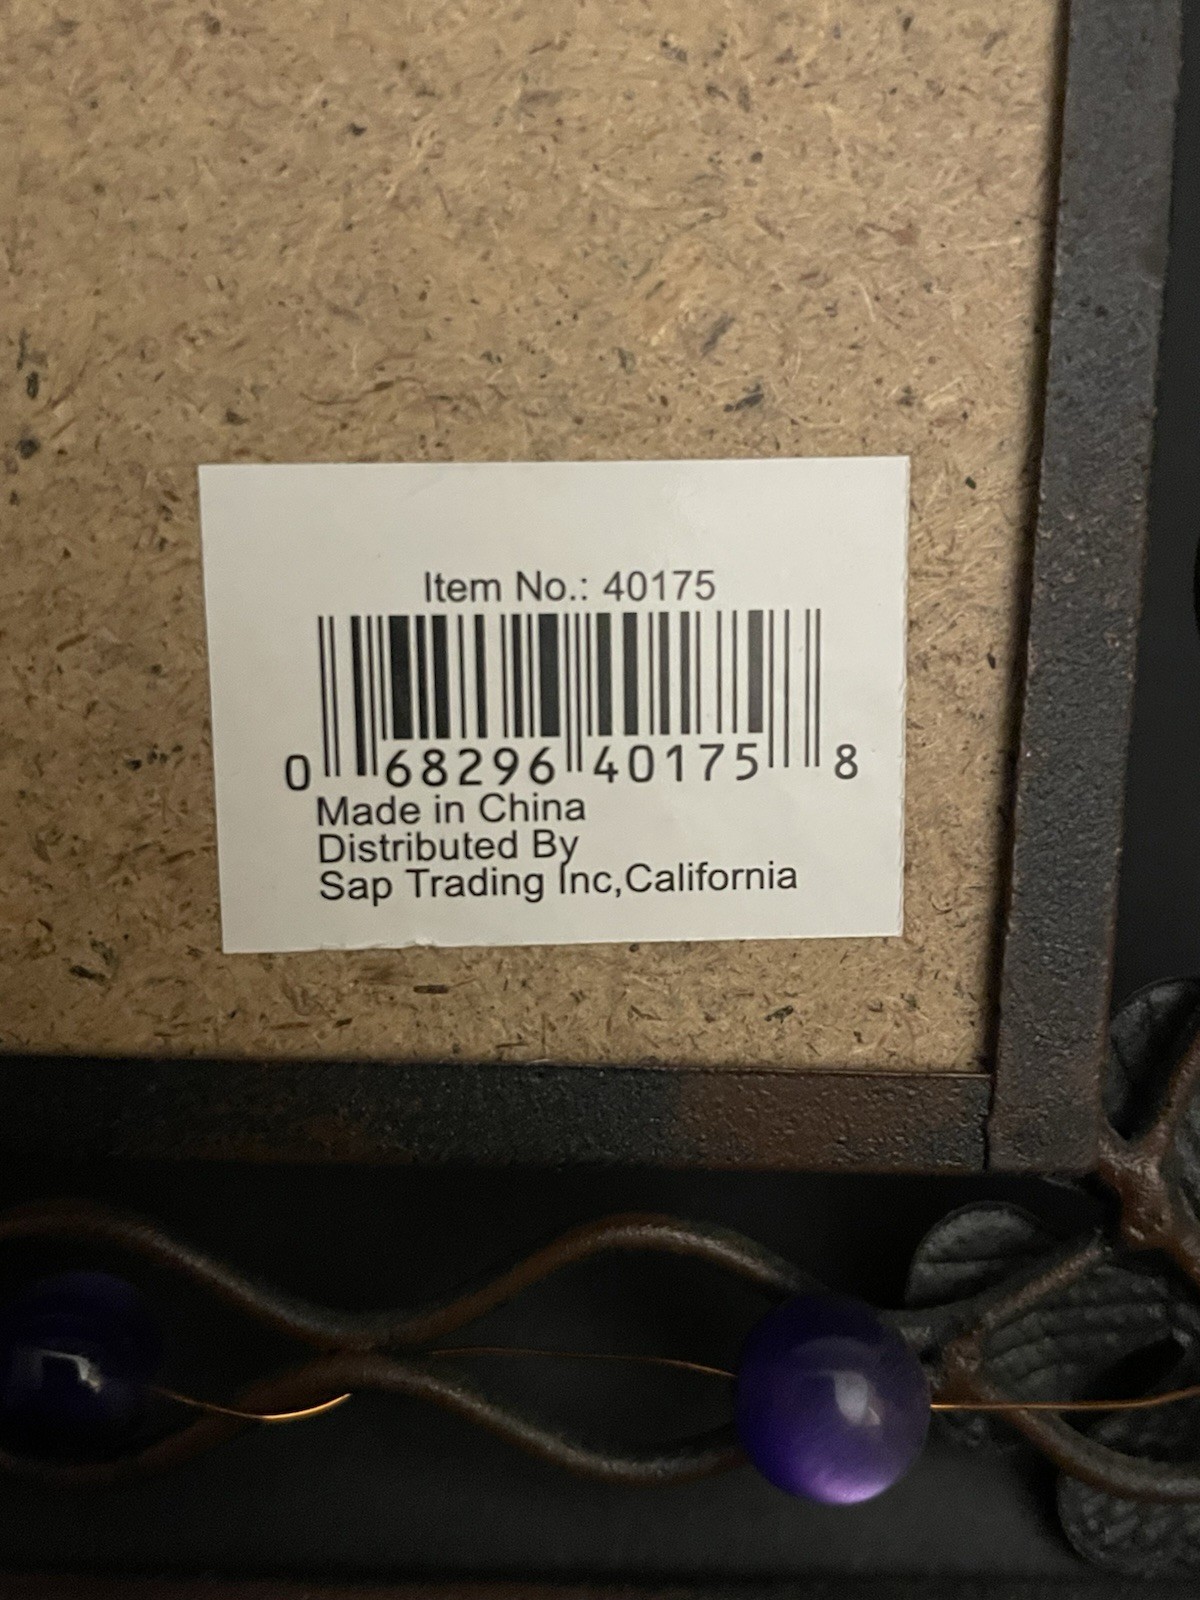 Item No.: 40175
0 68296 40175 8
Made in China
Distributed By
Sap Trading Inc,California